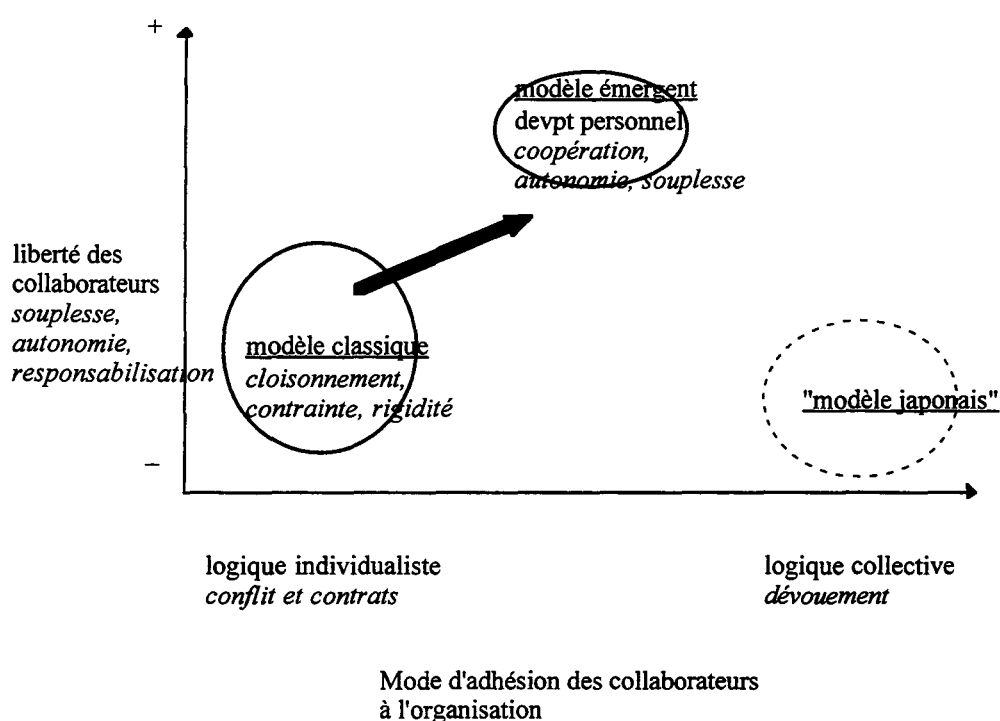 +
modèle émergent
devpt personnel
coopération,
autonomie, souplesse
liberté des
collaborateurs
souplesse,
autonomie,
responsabilisation
modèle classique
cloisonnement,
contrainte, rigidité
"modèle japonais"
–
logique individualiste
conflit et contrats
logique collective
dévouement
Mode d'adhésion des collaborateurs
à l'organisation